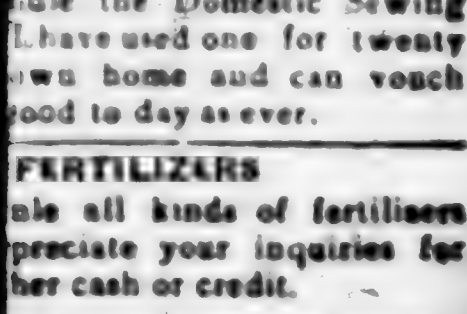 the Domestic Sewing
I have used one for twenty
own home and can vouch
good to day as ever.
FERTILIZERS
all kinds of fertilizers
preciate your inquiries for
her cash or credit.